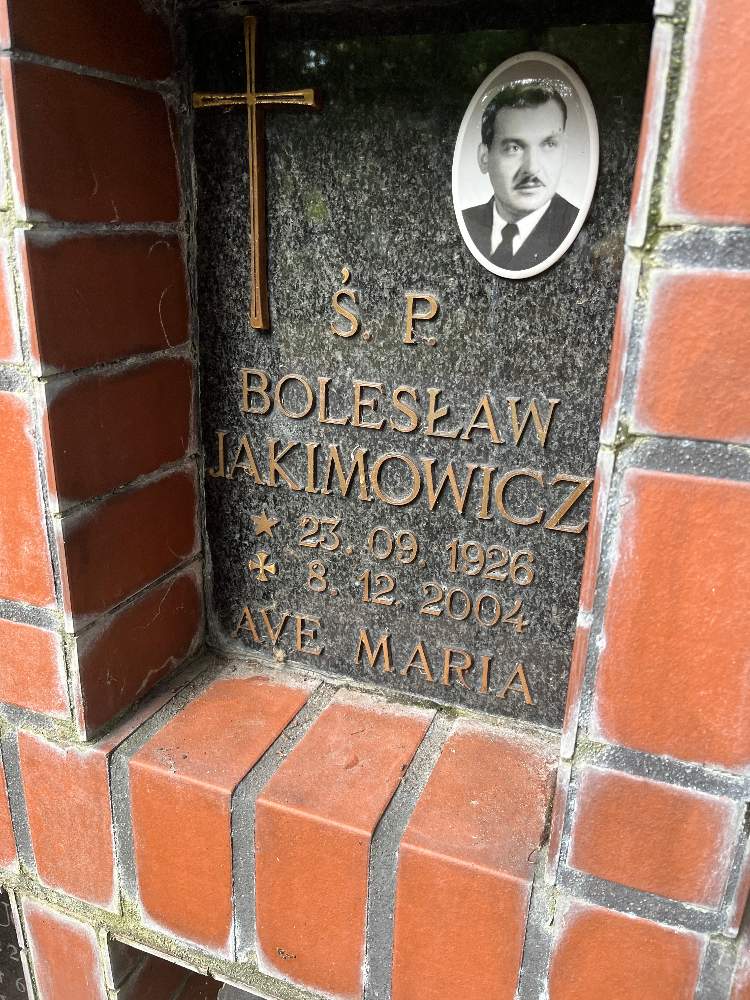 Ś. P.
BOLESŁAW
JAKIMOWICZ
23. 09. 1926
8. 12. 2004
AVE MARIA